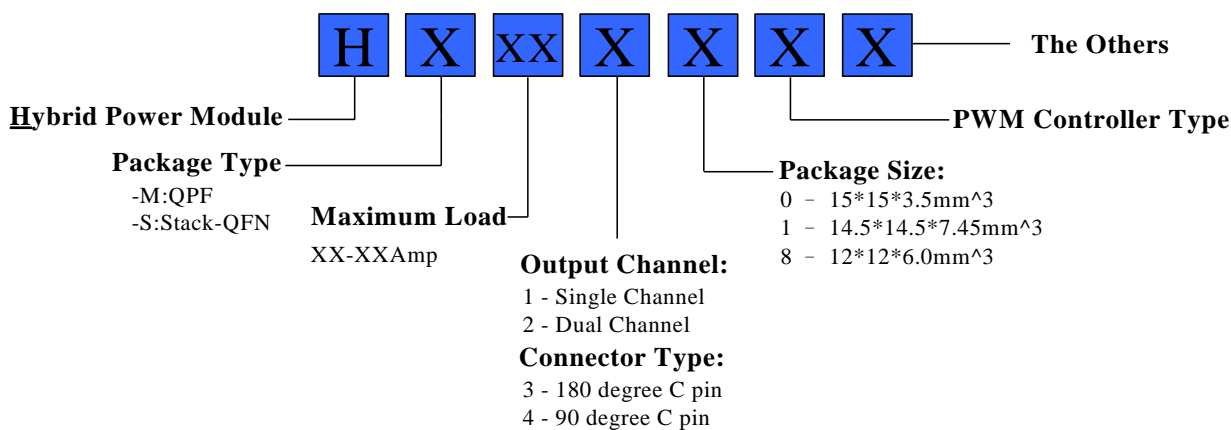 H X XX X X X X
The Others
Hybrid Power Module
PWM Controller Type
Package Type
-M:QPF
-S:Stack-QFN
Maximum Load
XX-XXAmp
Package Size:
0 - 15*15*3.5mm^3
1 - 14.5*14.5*7.45mm^3
8 - 12*12*6.0mm^3
Output Channel:
1 - Single Channel
2 - Dual Channel
Connector Type:
3 - 180 degree C pin
4 - 90 degree C pin